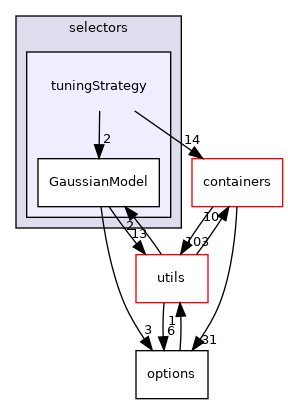 selectors
tuningStrategy
2
14
GaussianModel
containers
10
2
13
103
utils
1
3
6
31
options